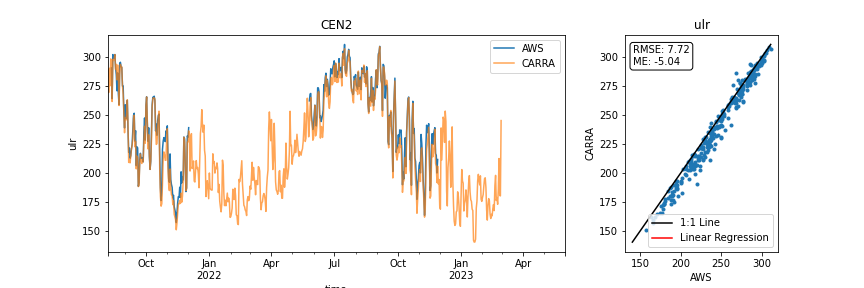 CEN2
ulr
300
275
250
225
200
175
150
AWS
CARRA
Oct
Jan
2022
Apr
Jul
Oct
Jan
2023
Apr
time
ulr
CARRA
300
275
250
225
200
175
150
RMSE: 7.72
ME: -5.04
1:1 Line
Linear Regression
150
200
250
300
AWS